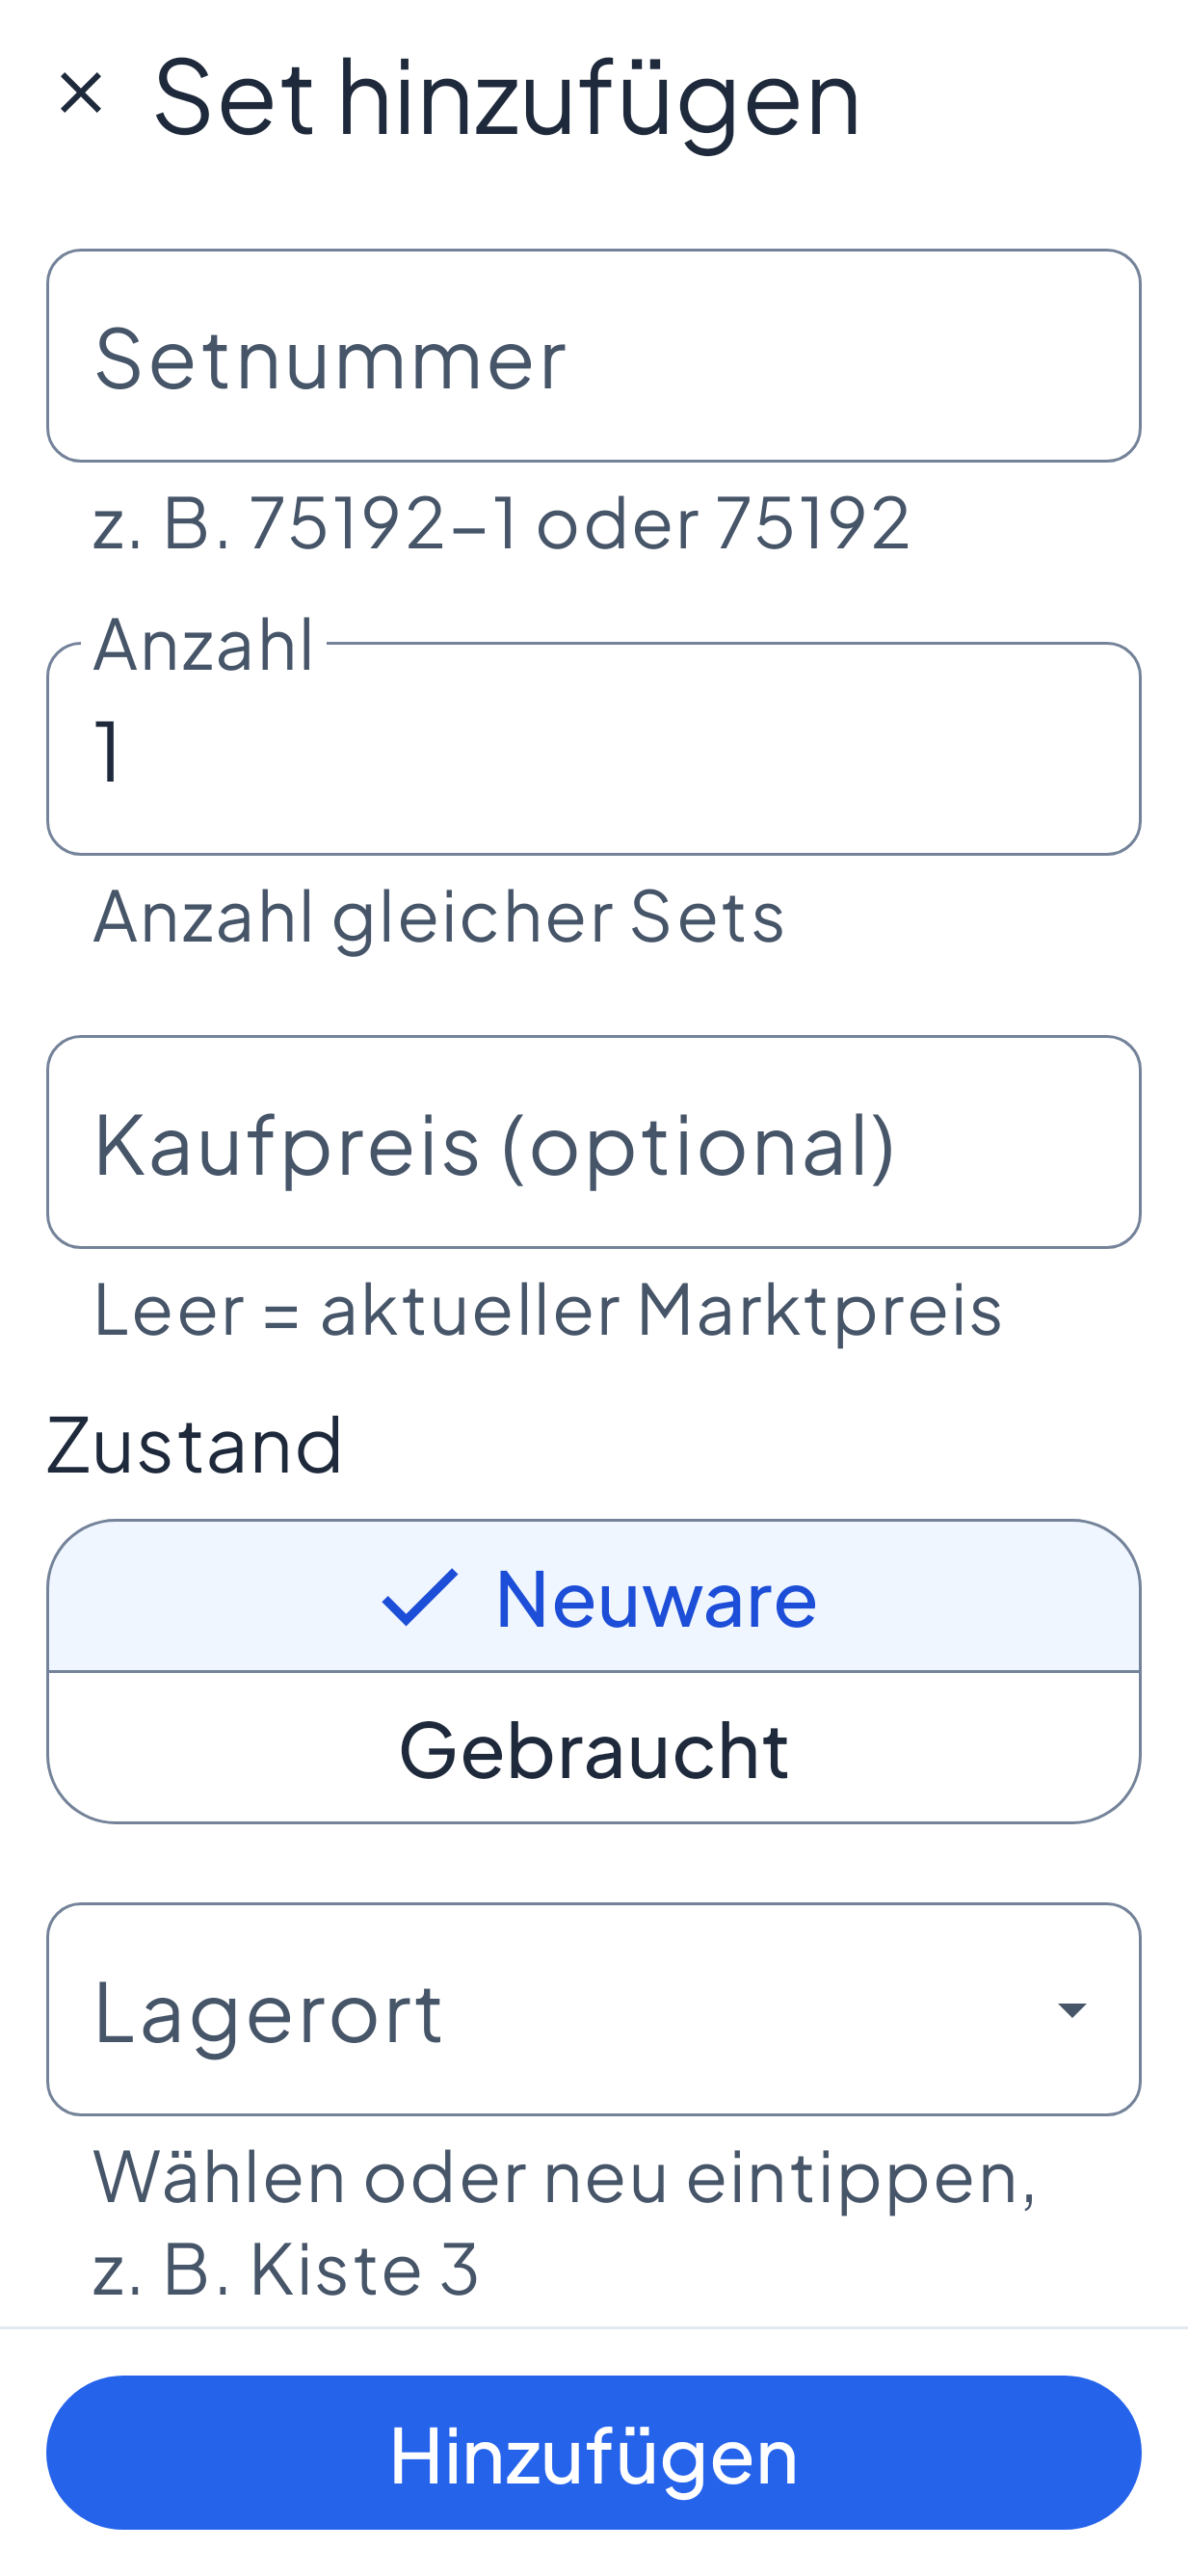 Set hinzufügen
Setnummer
z. B. 75192-1 oder 75192
Anzahl
1
Anzahl gleicher Sets
Kaufpreis (optional)
Leer = aktueller Marktpreis
Zustand
Neuware
Gebraucht
Lagerort
Wählen oder neu eintippen,
z. B. Kiste 3
Hinzufügen